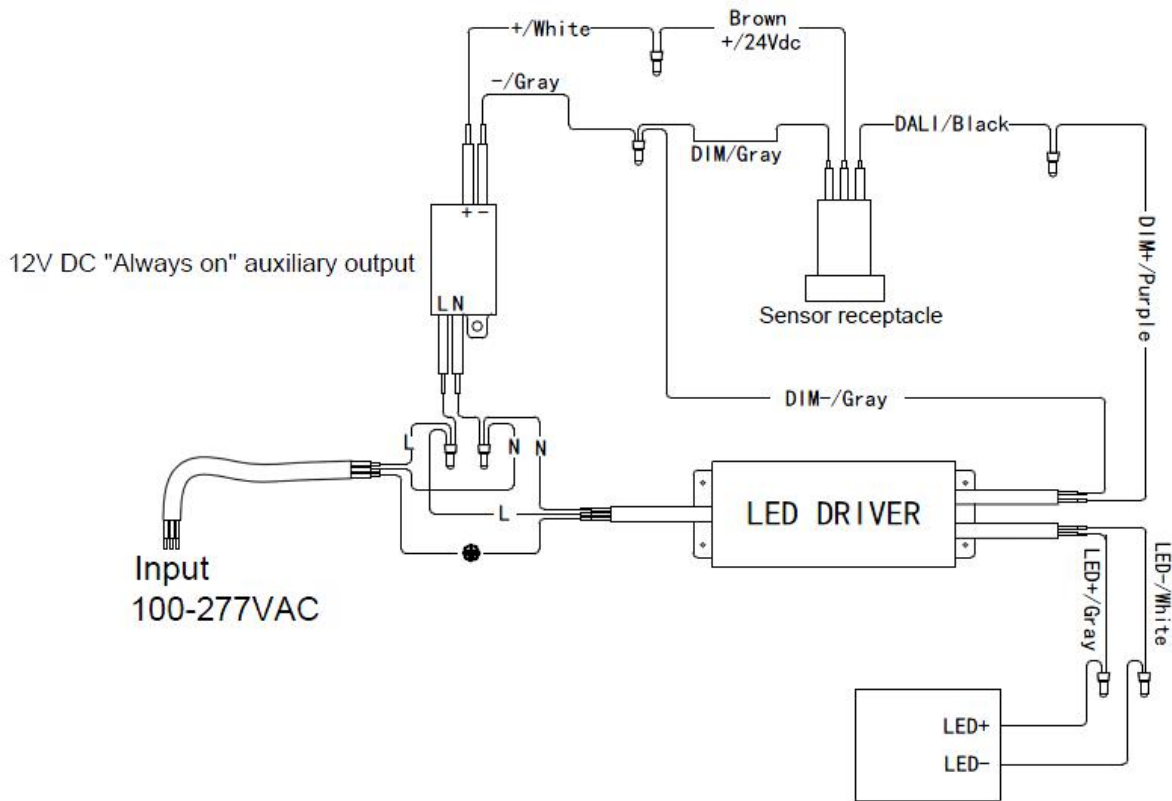 +/White
Brown
+/24Vdc
-/Gray
DIM/Gray
DALI/Black
+-
12V DC "Always on" auxiliary output
L N
Sensor receptacle
DIM+/Purple
DIM-/Gray
L
N
N
L
LED DRIVER
Input
100-277VAC
LED+/Gray
LED-/White
LED+
LED-